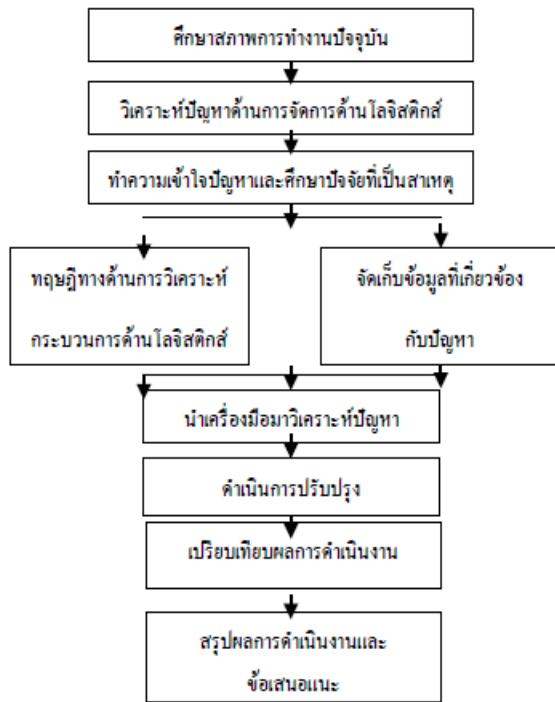 ศึกษาสภาพการทำงานปัจจุบัน
วิเคราะห์ปัญหาด้านการจัดการด้านโลจิสติกส์
ทำความเข้าใจปัญหาและศึกษาปัจจัยที่เป็นสาเหตุ
ทฤษฎีทางด้านการวิเคราะห์
กระบวนการด้านโลจิสติกส์
จัดเก็บข้อมูลที่เกี่ยวข้อง
กับปัญหา
นำเครื่องมือมาวิเคราะห์ปัญหา
ดำเนินการปรับปรุง
เปรียบเทียบผลการดำเนินงาน
สรุปผลการดำเนินงานและ
ข้อเสนอแนะ